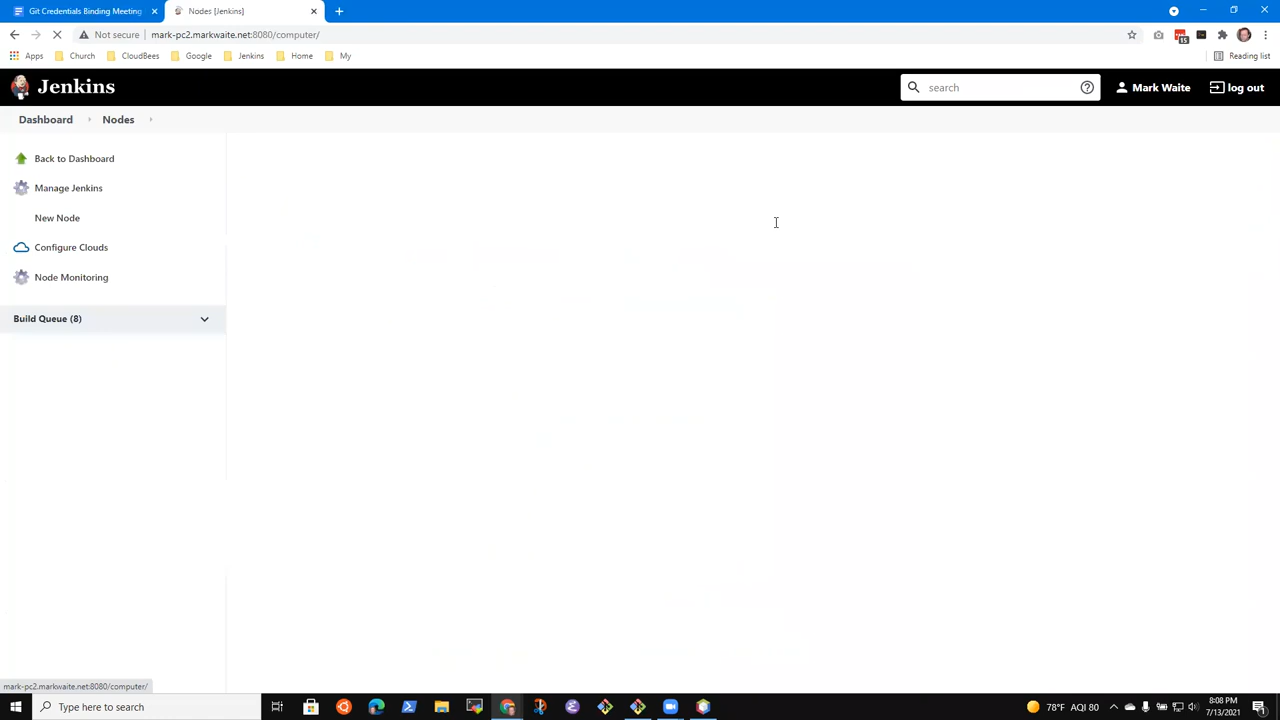 Git Credentials Binding Meeting
Nodes [Jenkins]
Not secure
mark-pc2.markwaite.net:8080/computer/
15
Apps
Church
CloudBees
Google
Jenkins
Home
My
Reading list
Jenkins
search
Mark Waite
log out
Dashboard
Nodes
Back to Dashboard
Manage Jenkins
New Node
Configure Clouds
Node Monitoring
Build Queue (8)
mark-pc2.markwaite.net:8080/computer/
Type here to search
78°F AQI 80
8:08 PM
7/13/2021
1